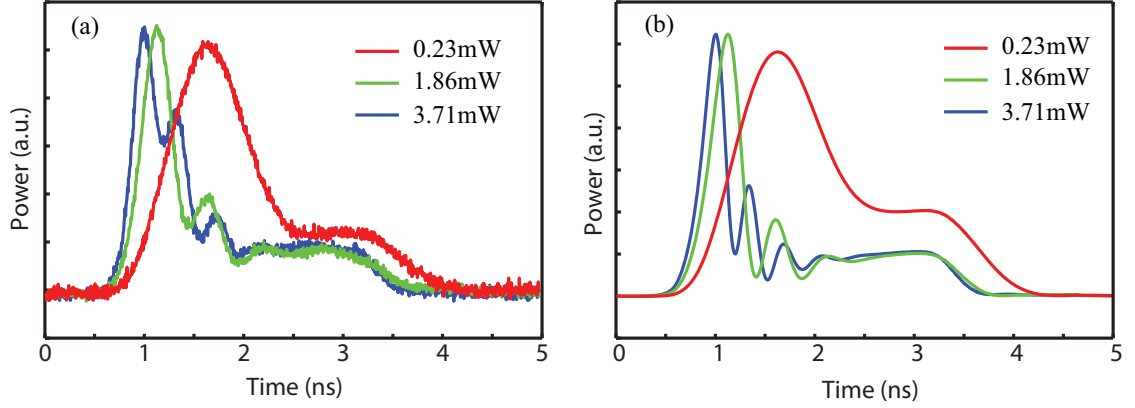 (a)
0.23mW
1.86mW
3.71mW
Power (a.u.)
0 1 2 3 4 5
Time (ns)
(b)
0.23mW
1.86mW
3.71mW
Power (a.u.)
0 1 2 3 4 5
Time (ns)